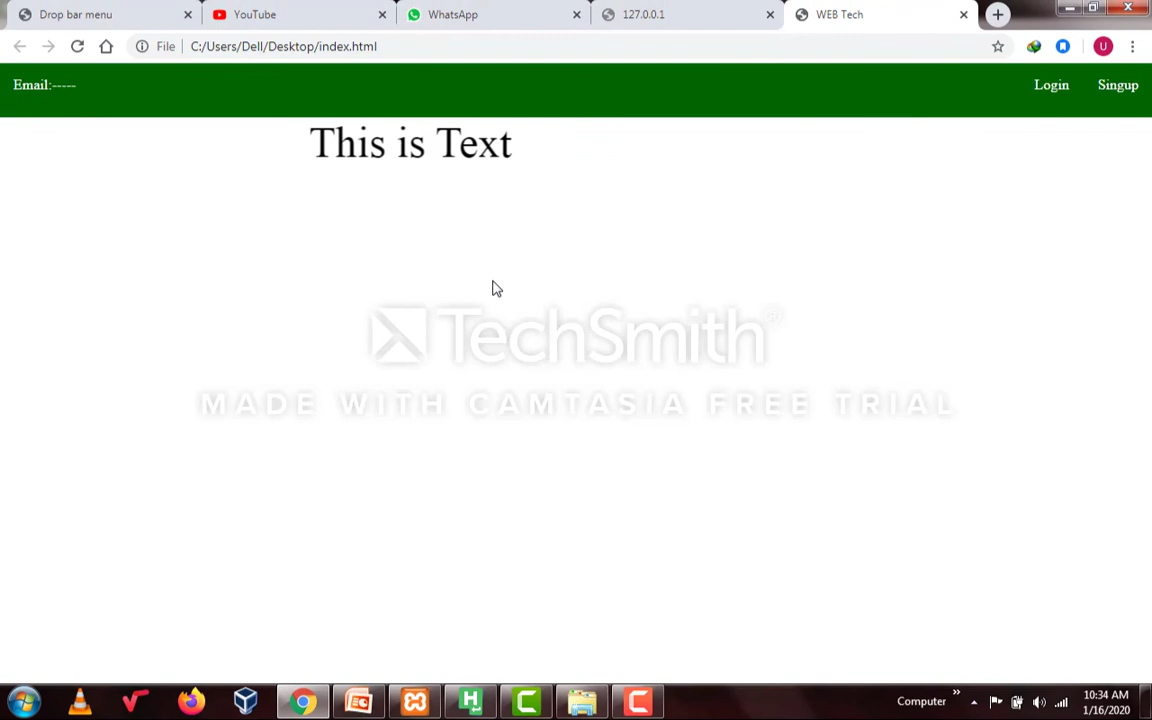 Drop bar menu
YouTube
WhatsApp
127.0.0.1
WEB Tech
File
C:/Users/Dell/Desktop/index.html
U
Email:-----
Login
Singup
This is Text
TechSmith®
MADE WITH CAMTASIA FREE TRIAL
Computer
10:34 AM
1/16/2020